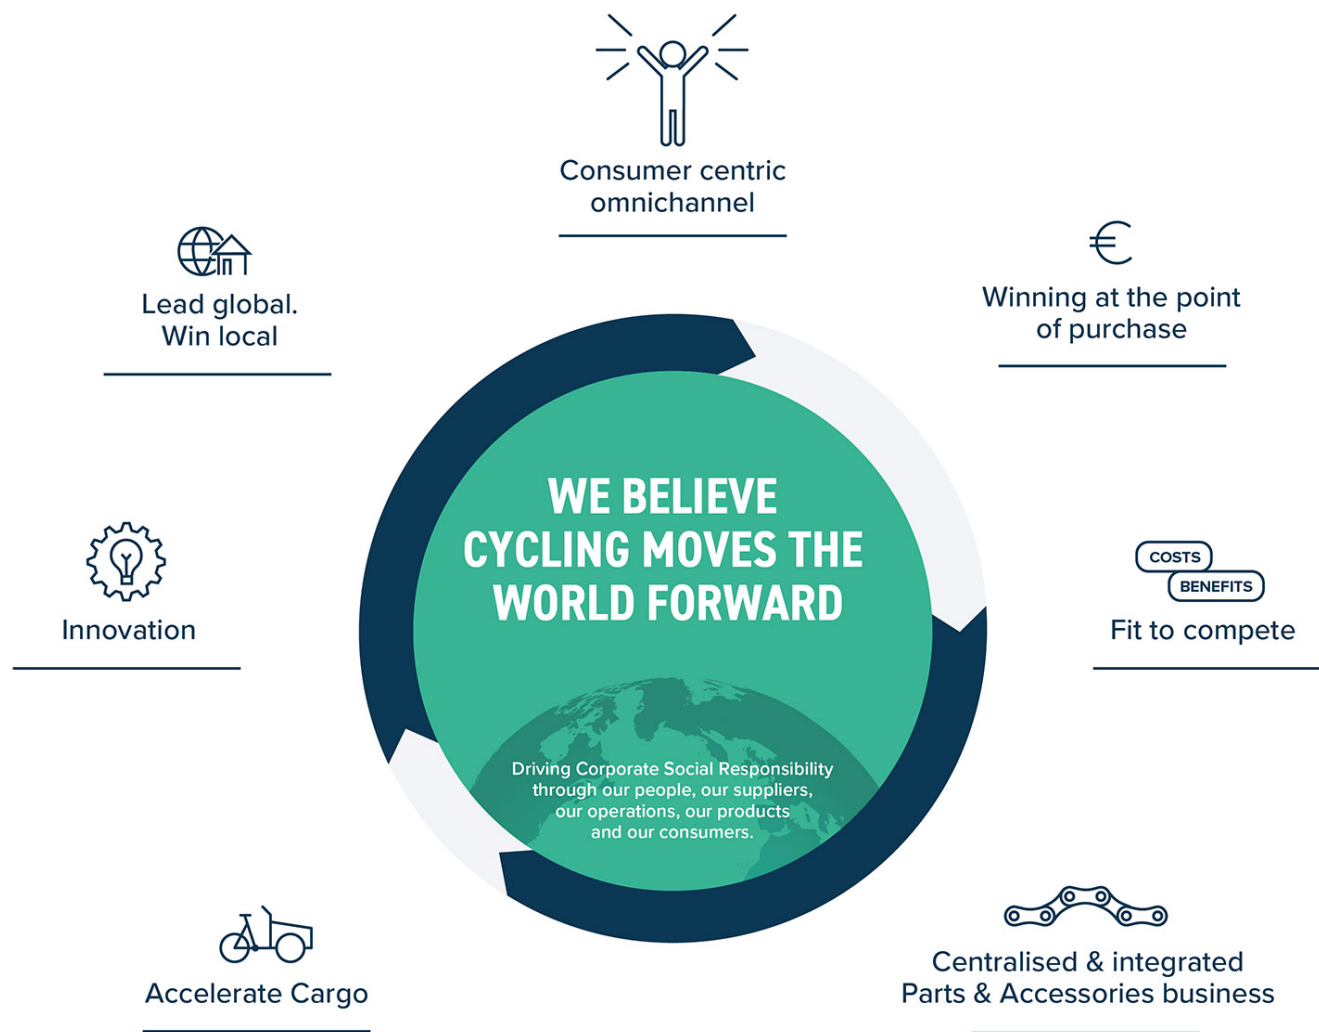 Consumer centric
omnichannel
Lead global.
Win local
€
Winning at the point
of purchase
WE BELIEVE
CYCLING MOVES THE
WORLD FORWARD
Innovation
COSTS
BENEFITS
Fit to compete
Driving Corporate Social Responsibility
through our people, our suppliers,
our operations, our products
and our consumers.
Accelerate Cargo
Centralised & integrated
Parts & Accessories business